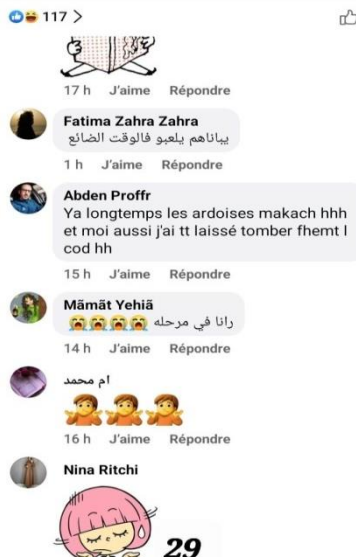 117 >
17 h J'aime Répondre
Fatima Zahra Zahra
يباناهم يلعبو فالوقت الضائع
1 h J'aime Répondre
Abden Proffr
Ya longtemps les ardoises makach hhh
et moi aussi j'ai tt laissé tomber fhemt l
cod hh
15 h J'aime Répondre
Mãmãt Yehiã
رانا في مرحله 😭😭😭😭
14 h J'aime Répondre
ام محمد
🤷🤷🤷
16 h J'aime Répondre
Nina Ritchi
29